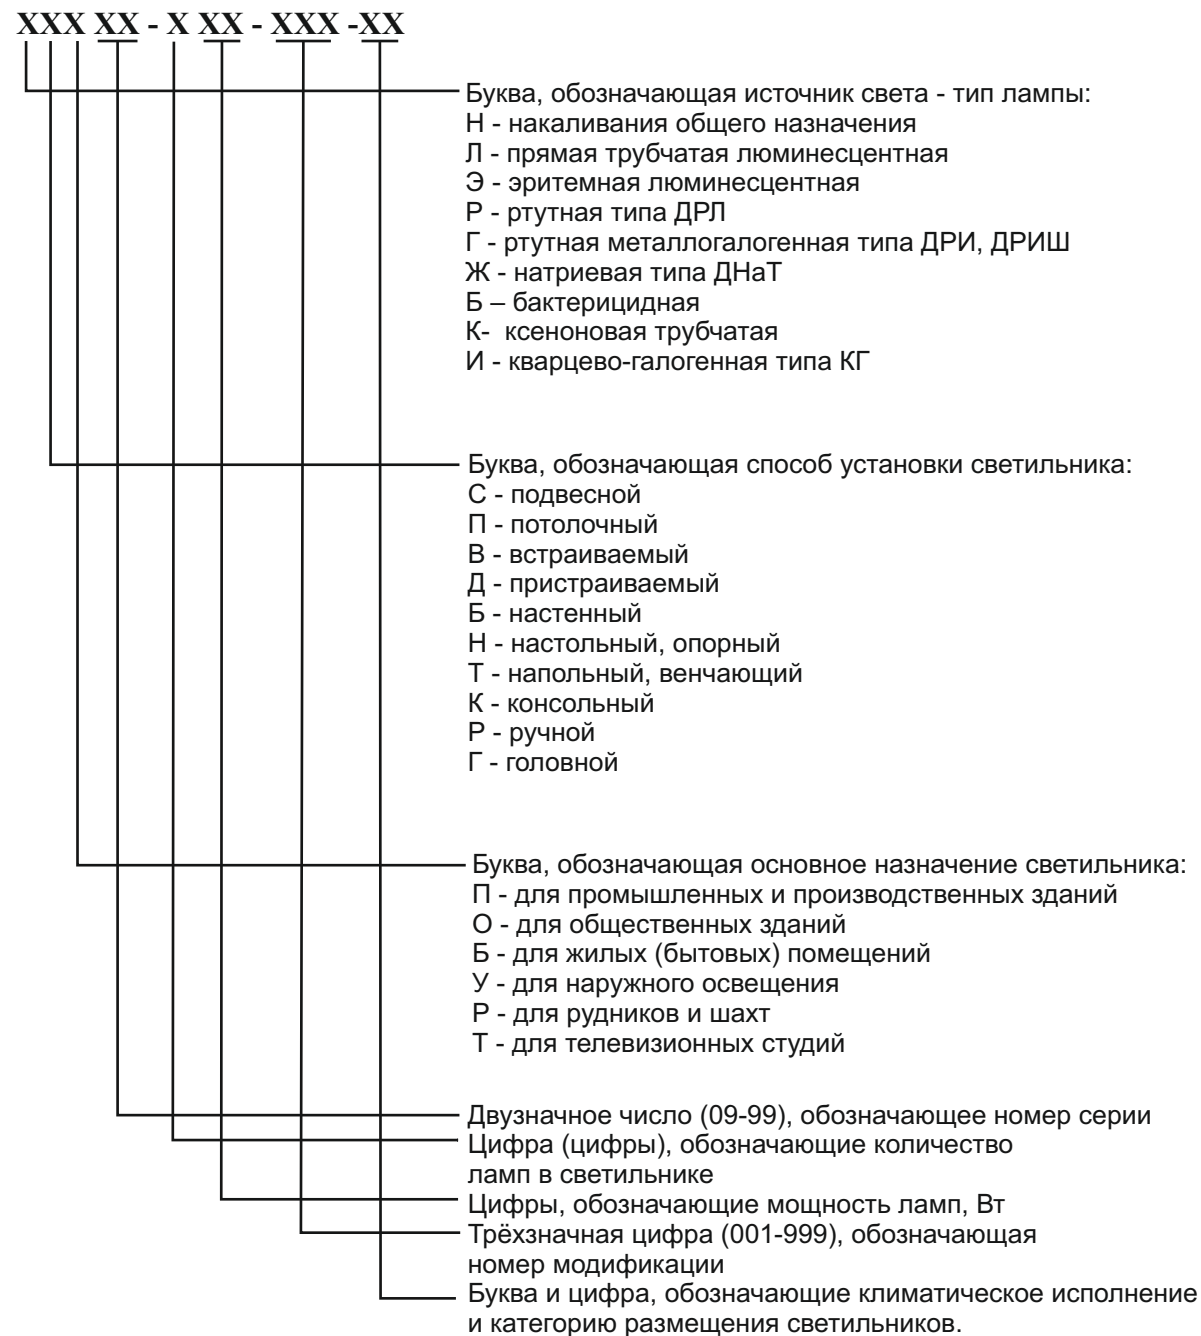 XXX XX - X XX - XXX -XX
Буква, обозначающая источник света - тип лампы:
Н - накаливания общего назначения
Л - прямая трубчатая люминесцентная
Э - эритемная люминесцентная
Р - ртутная типа ДРЛ
Г - ртутная металлогалогенная типа ДРИ, ДРИШ
Ж - натриевая типа ДНаТ
Б – бактерицидная
К- ксеноновая трубчатая
И - кварцево-галогенная типа КГ
Буква, обозначающая способ установки светильника:
С - подвесной
П - потолочный
В - встраиваемый
Д - пристраиваемый
Б - настенный
Н - настольный, опорный
Т - напольный, венчающий
К - консольный
Р - ручной
Г - головной
Буква, обозначающая основное назначение светильника:
П - для промышленных и производственных зданий
О - для общественных зданий
Б - для жилых (бытовых) помещений
У - для наружного освещения
Р - для рудников и шахт
Т - для телевизионных студий
Двузначное число (09-99), обозначающее номер серии
Цифра (цифры), обозначающие количество
ламп в светильнике
Цифры, обозначающие мощность ламп, Вт
Трёхзначная цифра (001-999), обозначающая
номер модификации
Буква и цифра, обозначающие климатическое исполнение
и категорию размещения светильников.